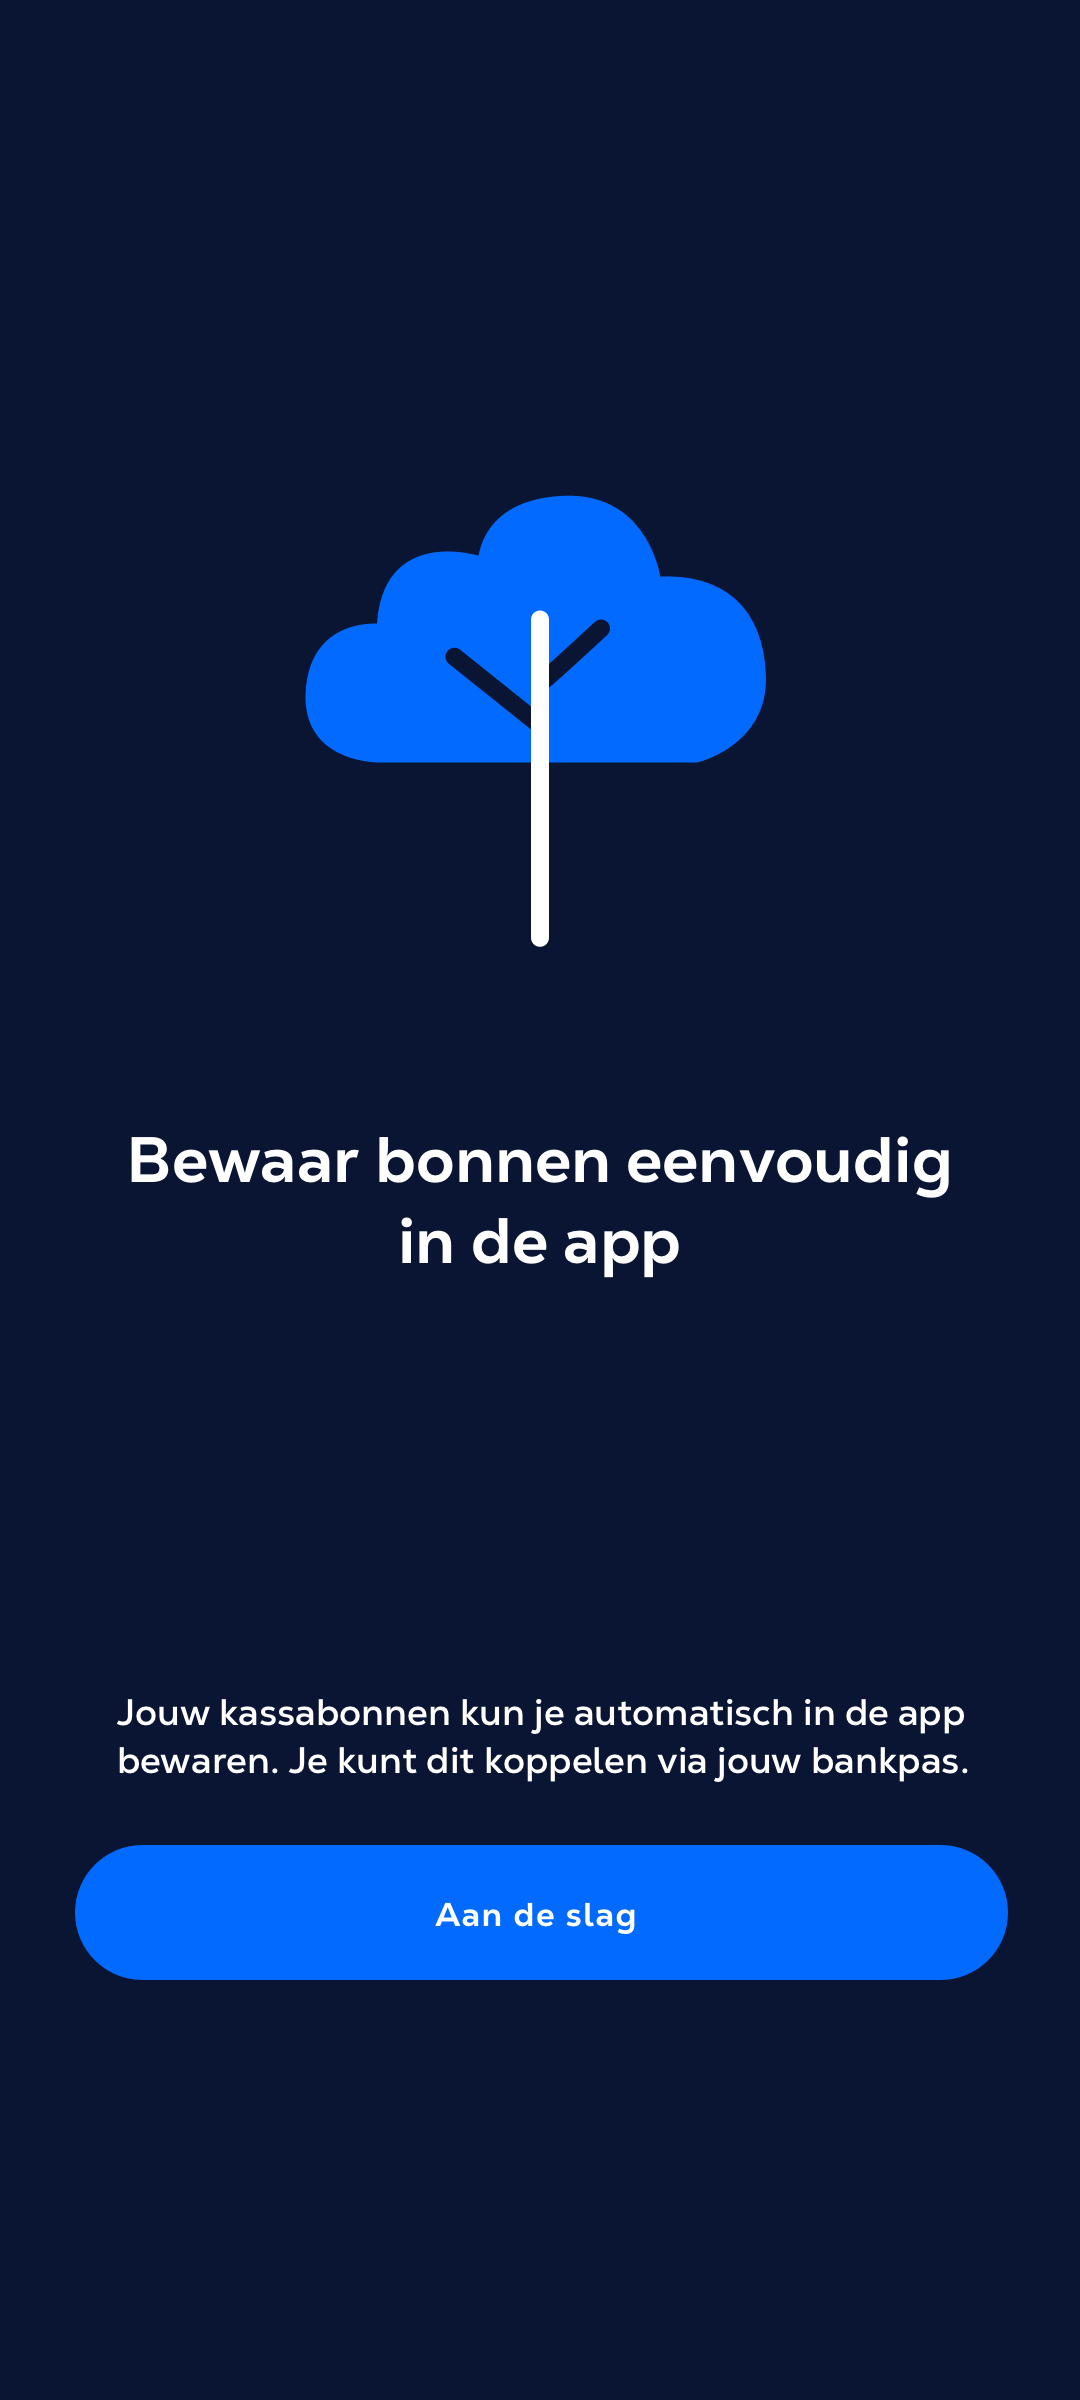 Bewaar bonnen eenvoudig
in de app
Jouw kassabonnen kun je automatisch in de app
bewaren. Je kunt dit koppelen via jouw bankpas.
Aan de slag